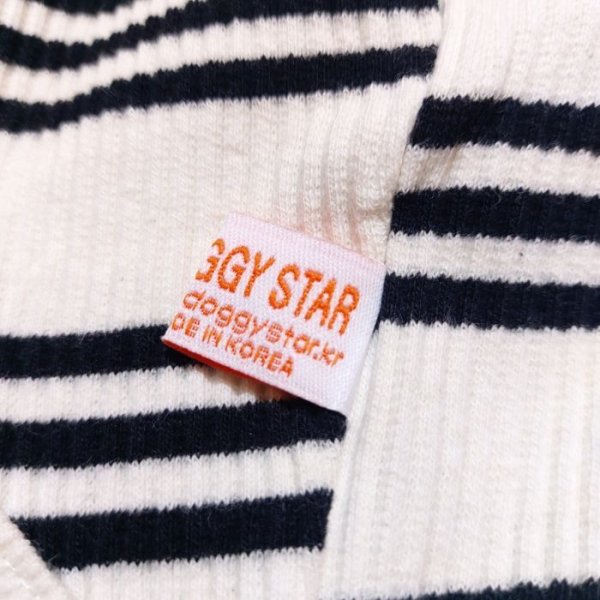 GGY STAR
doggystar.kr
DE IN KOREA